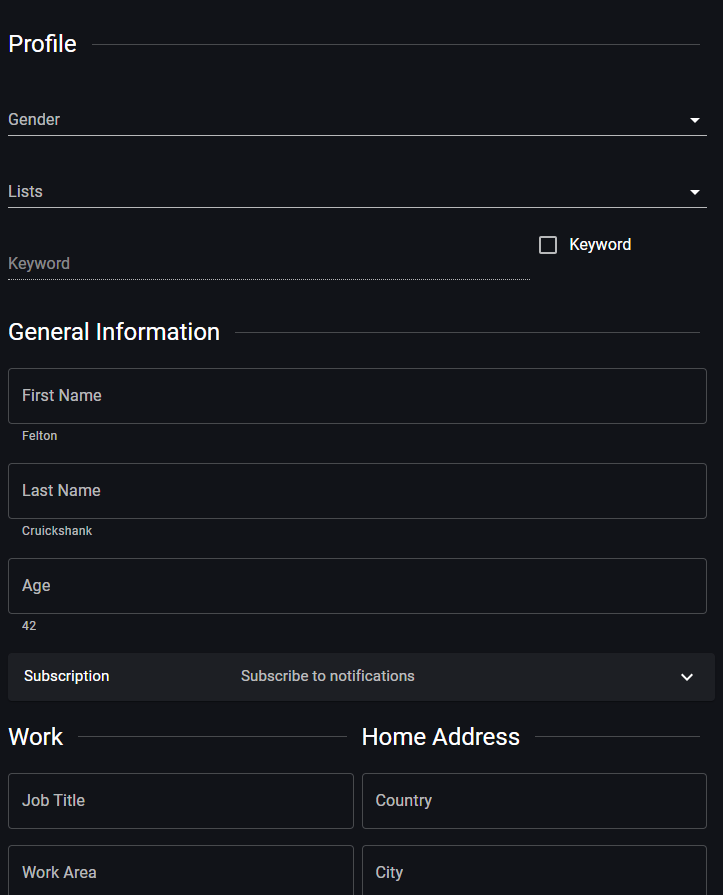 Profile
Gender
Lists
Keyword
Keyword
General Information
First Name
Felton
Last Name
Cruickshank
Age
42
Subscription Subscribe to notifications
Work Home Address
Job Title Country
Work Area City